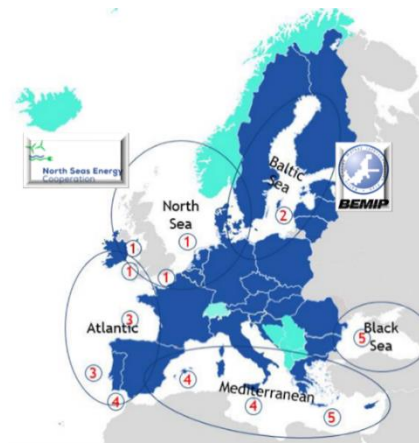 North Seas Energy
Cooperation
Baltic
Sea
BEMIP
North
Sea
1
2
1
1
1
3
Atlantic
Black
Sea
5
3
4
4
Mediterranean
4
5